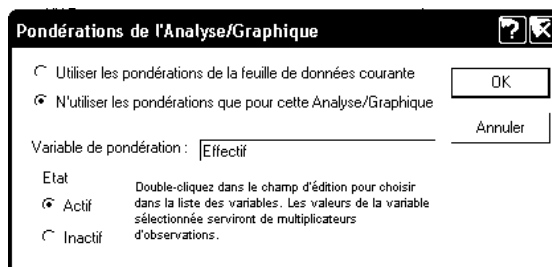 Pondérations de l'Analyse/Graphique
Utiliser les pondérations de la feuille de données courante
N'utiliser les pondérations que pour cette Analyse/Graphique
OK
Annuler
Variable de pondération : Effectif
Etat
Actif
Inactif
Double-cliquez dans le champ d'édition pour choisir
dans la liste des variables. Les valeurs de la variable
sélectionnée serviront de multiplicateurs
d'observations.